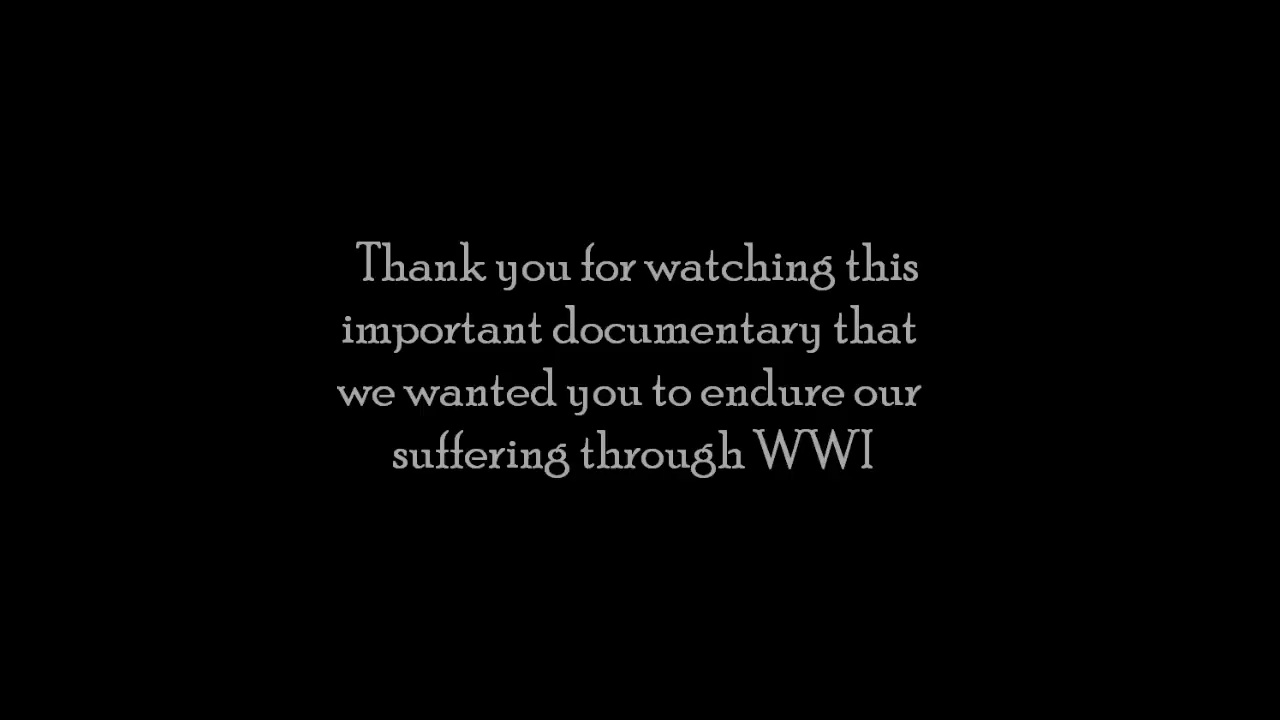 Thank you for watching this
important documentary that
we wanted you to endure our
suffering through WWI